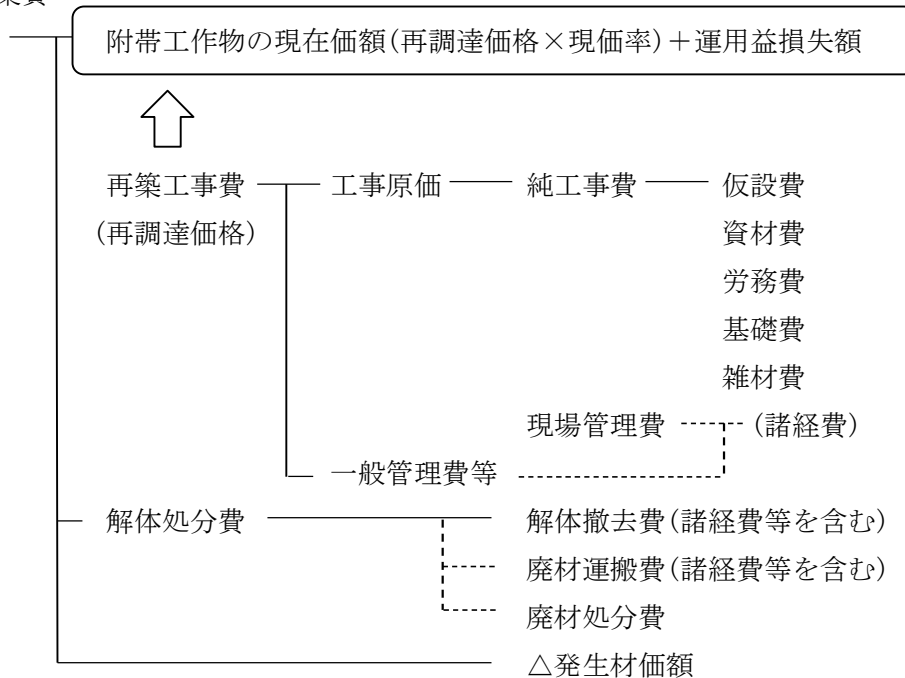 附帯工作物の現在価額(再調達価格×現価率)+運用益損失額
再築工事費 工事原価 純工事費 仮設費
(再調達価格) 資材費
労務費
基礎費
雑材費
現場管理費 (諸経費)
一般管理費等
解体処分費 解体撤去費(諸経費等を含む)
廃材運搬費(諸経費等を含む)
廃材処分費
△発生材価額